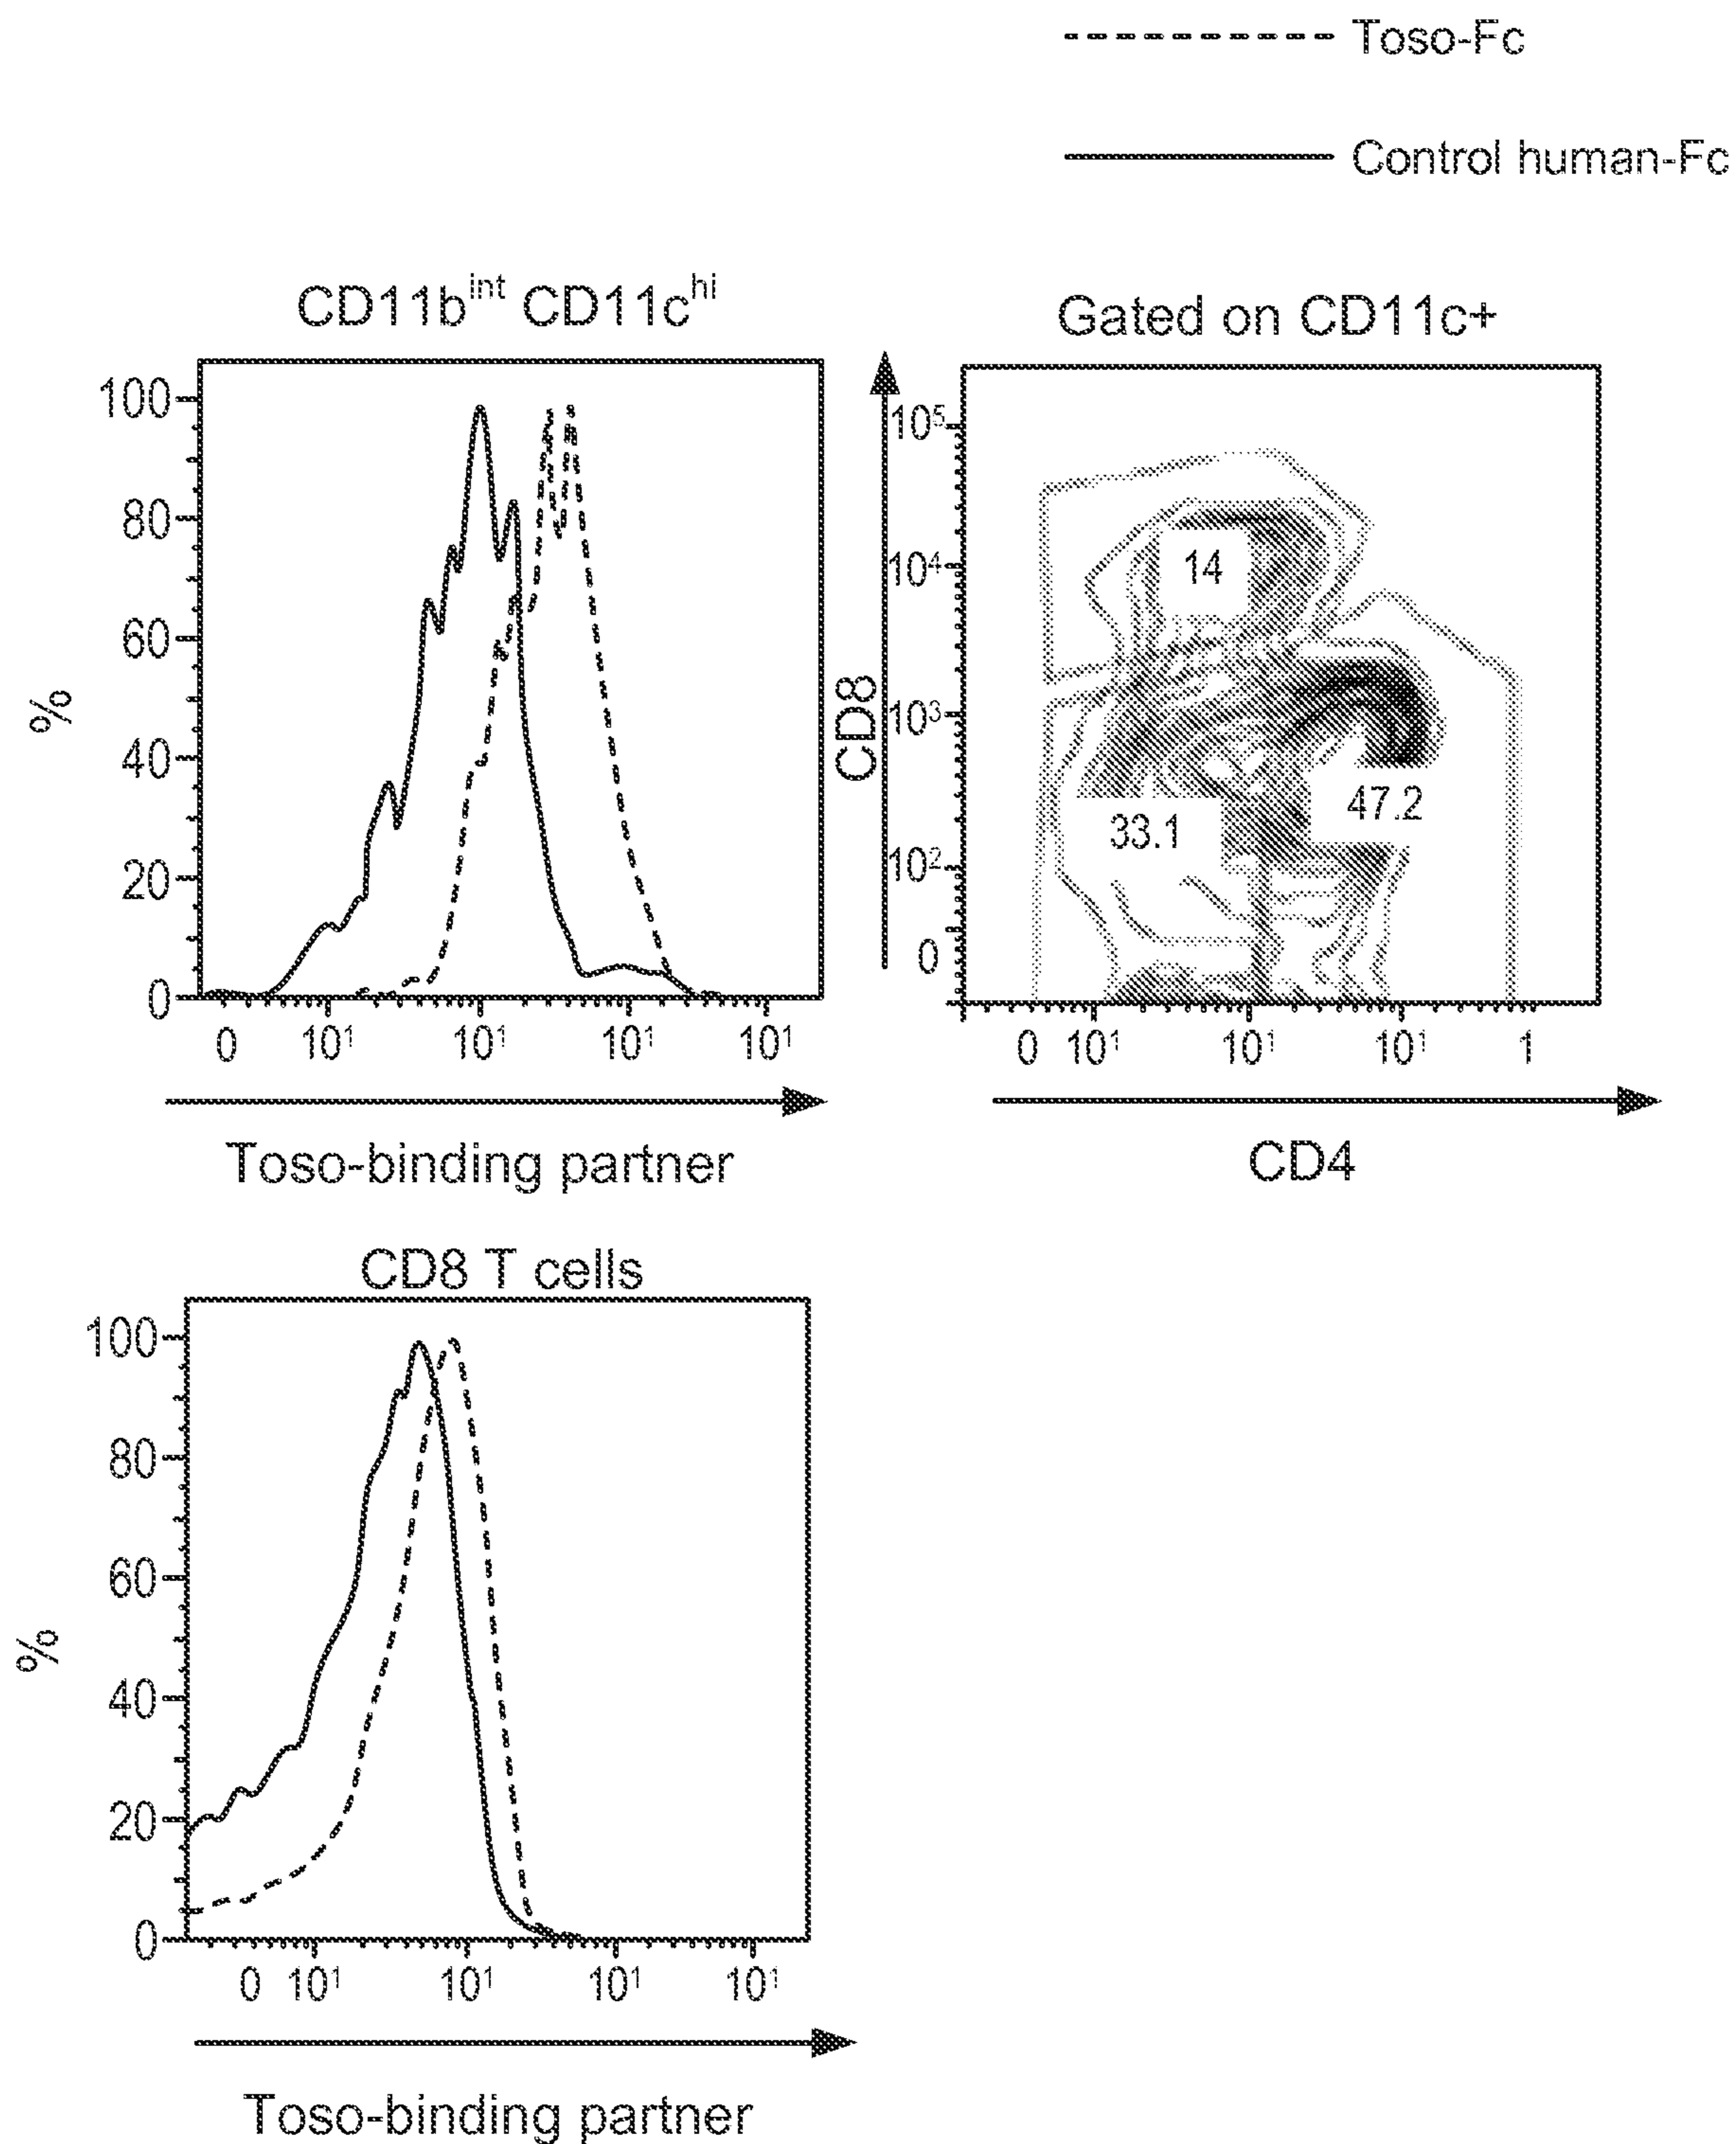 Toso-Fc
Control human-Fc
CD11b^int CD11c^hi
%
100
80
60
40
20
0
0 10¹ 10¹ 10¹ 10¹
Toso-binding partner
Gated on CD11c+
CD8
10⁵
10⁴
10³
10²
0
14
33.1
47.2
0 10¹ 10¹ 10¹ 1
CD4
CD8 T cells
%
100
80
60
40
20
0
0 10¹ 10¹ 10¹ 10¹
Toso-binding partner